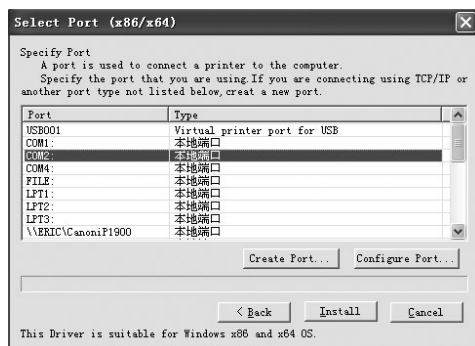 Select Port (x86/x64)
Specify Port
A port is used to connect a printer to the computer.
Specify the port that you are using.If you are connecting using TCP/IP or
another port type not listed below,creat a new port.
Port Type
USB001 Virtual printer port for USB
COM1: 本地端口
COM2: 本地端口
COM4: 本地端口
FILE: 本地端口
LPT1: 本地端口
LPT2: 本地端口
LPT3: 本地端口
\\ERIC\CanoniP1900 本地端口
Create Port... Configure Port...
< Back Install Cancel
This Driver is suitable for Windows x86 and x64 OS.